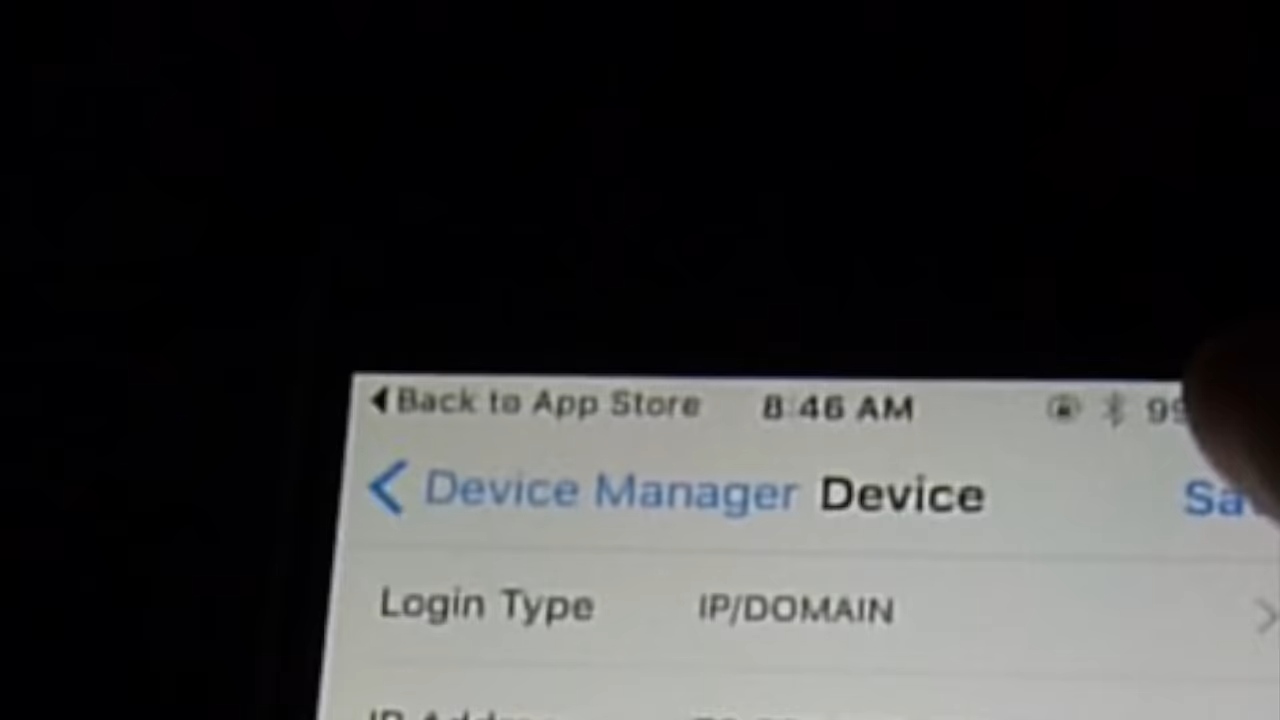 Back to App Store 8:46 AM
Device Manager Device
Login Type IP/DOMAIN